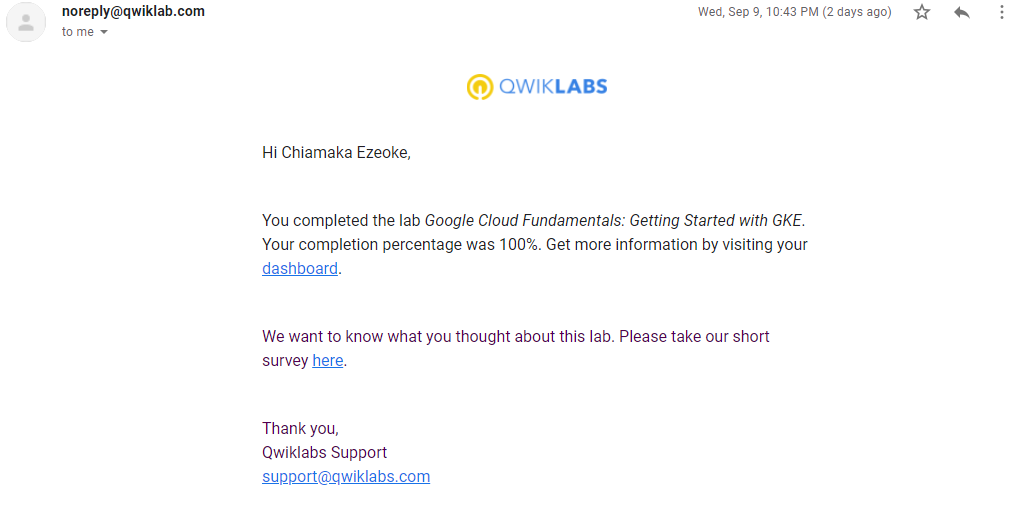 noreply@qwiklab.com
Wed, Sep 9, 10:43 PM (2 days ago)
to me
QWIKLABS
Hi Chiamaka Ezeoke,
You completed the lab Google Cloud Fundamentals: Getting Started with GKE.
Your completion percentage was 100%. Get more information by visiting your
dashboard.
We want to know what you thought about this lab. Please take our short
survey here.
Thank you,
Qwiklabs Support
support@qwiklabs.com